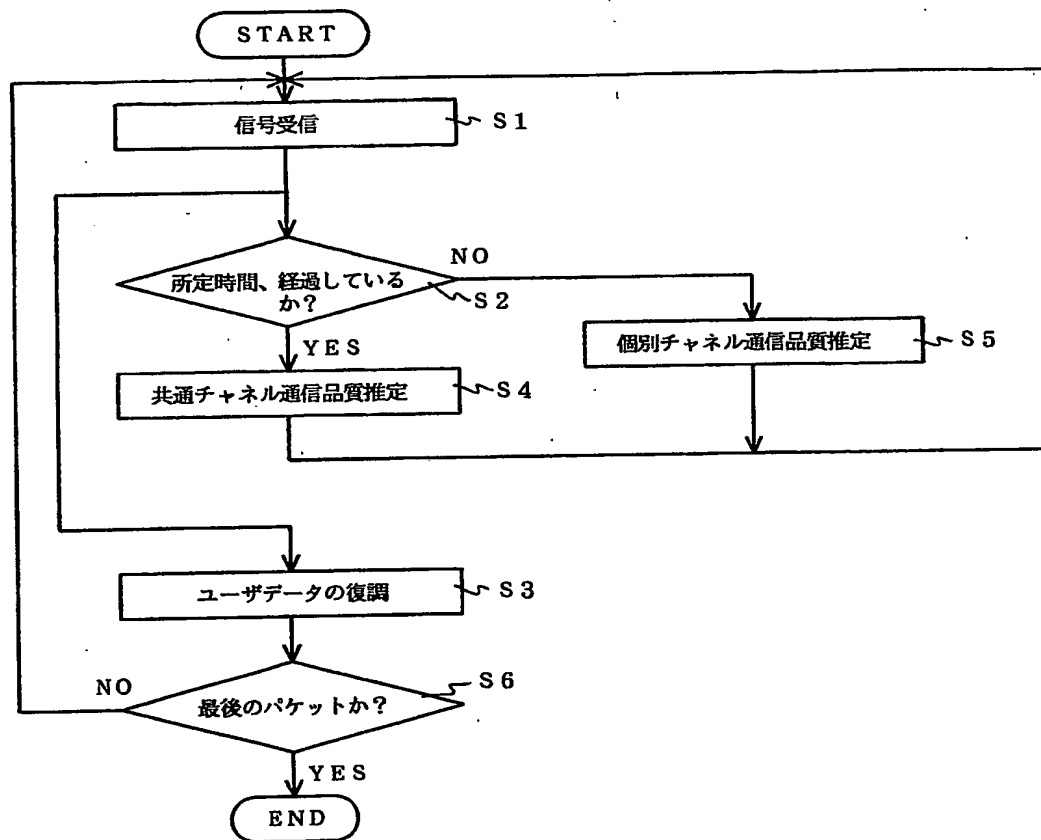 START
信号受信
S1
所定時間、経過している
か?
NO
S2
YES
個別チャネル通信品質推定
S5
共通チャネル通信品質推定
S4
ユーザデータの復調
S3
最後のパケットか?
S6
NO
YES
END